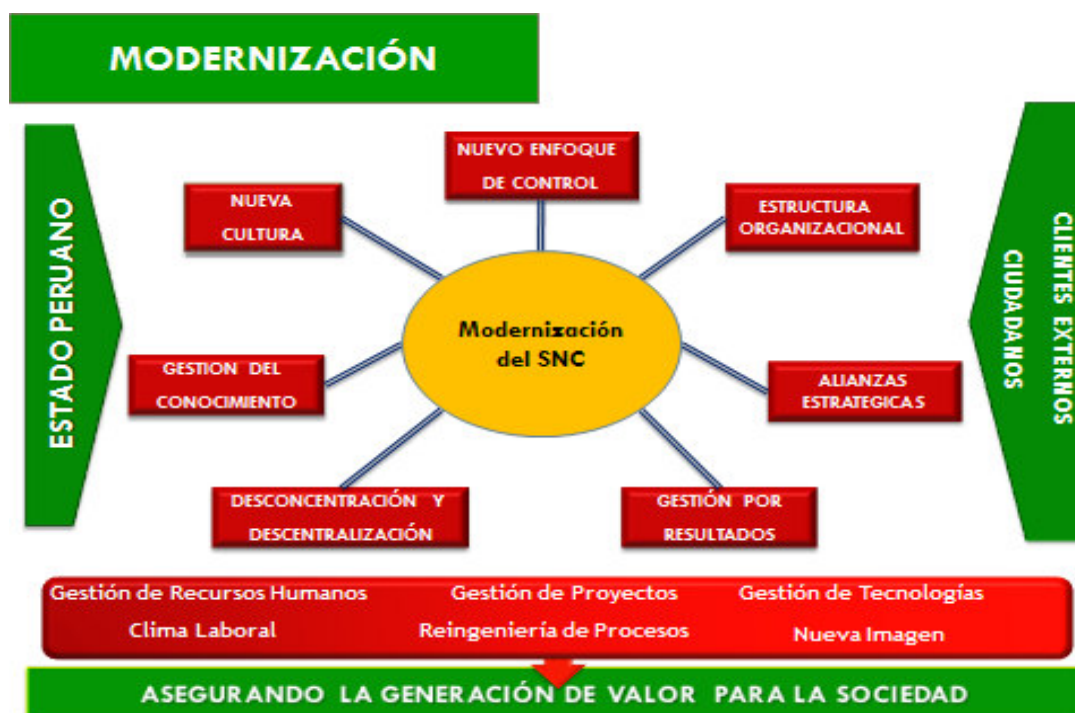 MODERNIZACIÓN
ESTADO PERUANO
NUEVO ENFOQUE
DE CONTROL
NUEVA
CULTURA
ESTRUCTURA
ORGANIZACIONAL
Modernización
del SNC
GESTION DEL
CONOCIMIENTO
ALIANZAS
ESTRATEGICAS
DESCONCENTRACIÓN Y
DESCENTRALIZACIÓN
GESTIÓN POR
RESULTADOS
CLIENTES EXTERNOS
CIUDADANOS
Gestión de Recursos Humanos
Gestión de Proyectos
Gestión de Tecnologías
Clima Laboral
Reingeniería de Procesos
Nueva Imagen
ASEGURANDO LA GENERACIÓN DE VALOR PARA LA SOCIEDAD